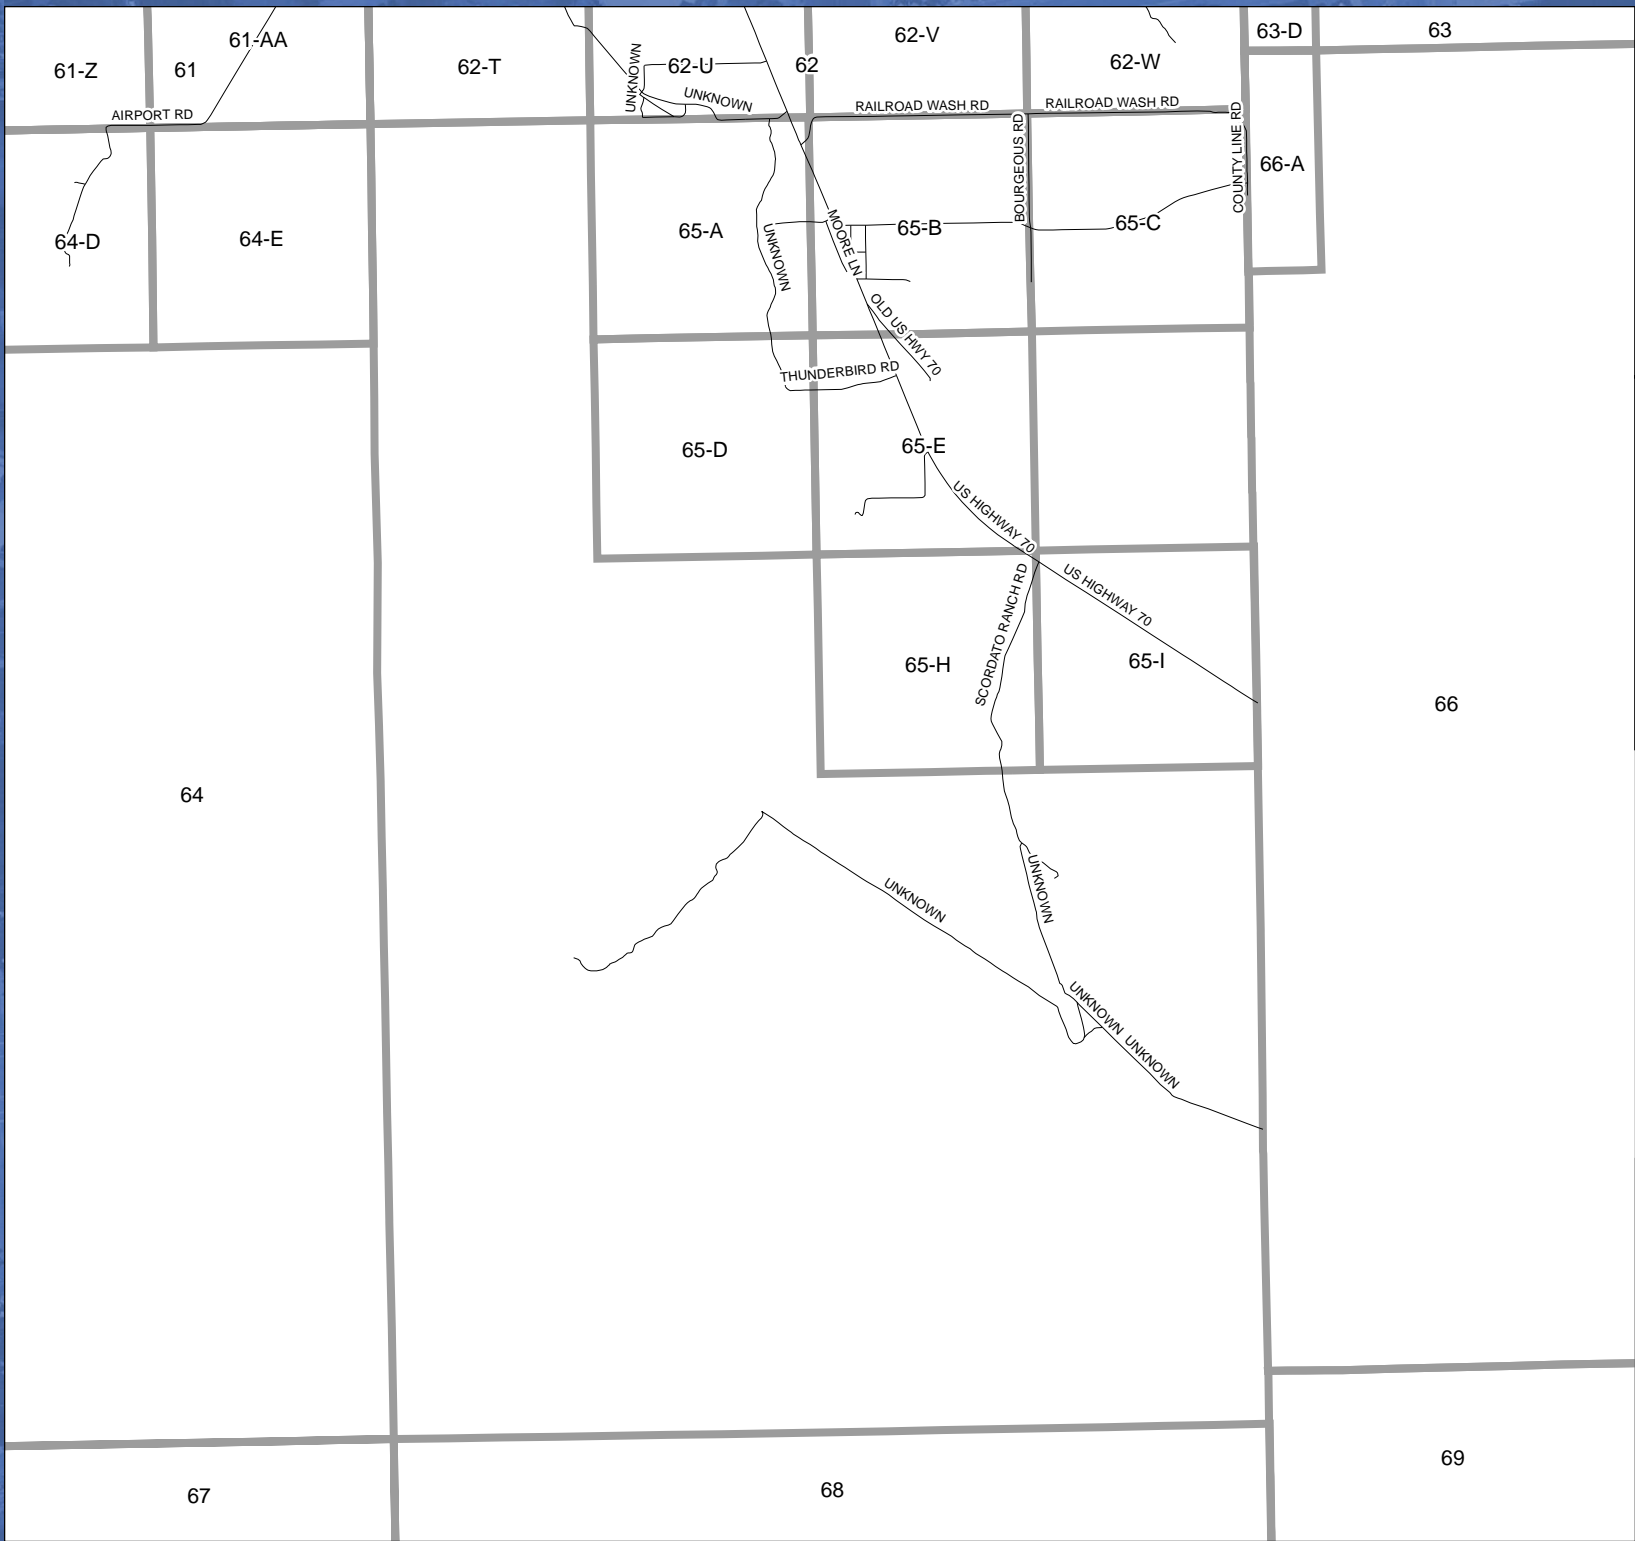 61-AA
62-V
63-D
63
61-Z
61
62-T
UNKNOWN
62-U
62
62-W
UNKNOWN
RAILROAD WASH RD
RAILROAD WASH RD
AIRPORT RD
COUNTY LINE RD
BOURGEOUS RD
66-A
64-D
64-E
65-A
UNKNOWN
MOORE LN
65-B
65-C
OLD US HWY 70
THUNDERBIRD RD
65-D
65-E
US HIGHWAY 70
US HIGHWAY 70
SCORDATO RANCH RD
65-H
65-I
66
64
UNKNOWN
UNKNOWN
UNKNOWN
UNKNOWN
69
68
67